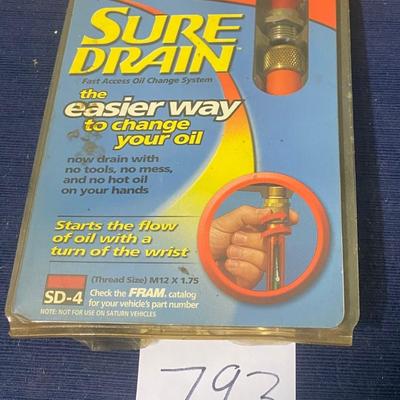 SURE
DRAIN™
Fast Access Oil Change System
the
easier way
to change
your oil
now drain with
no tools, no mess,
and no hot oil
on your hands
Starts the flow
of oil with a
turn of the wrist
(Thread Size) M12 X 1.75
SD-4 Check the FRAM® catalog
for your vehicle's part number
NOTE: NOT FOR USE ON SATURN VEHICLES
793